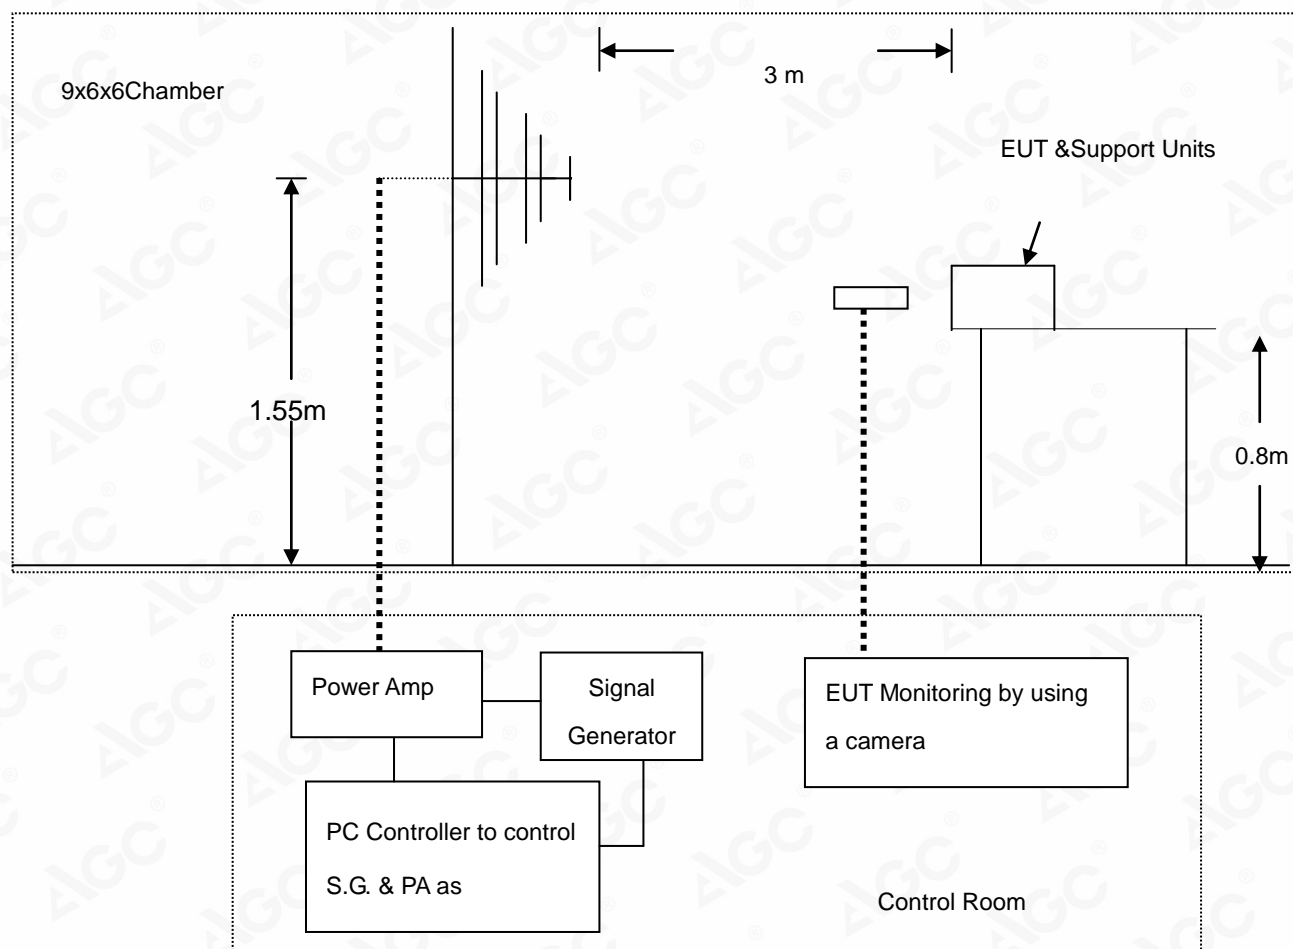 9x6x6Chamber
3 m
EUT &Support Units
1.55m
0.8m
Power Amp
Signal
Generator
EUT Monitoring by using
a camera
PC Controller to control
S.G. & PA as
Control Room
AGC